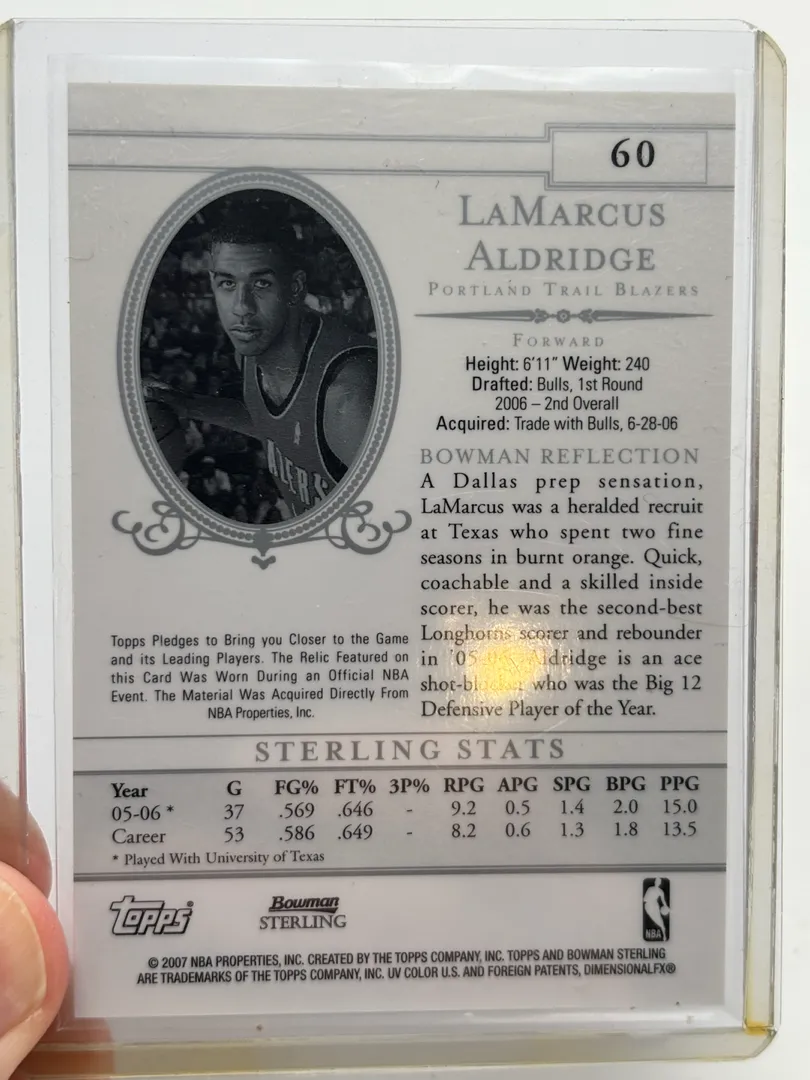 60
LaMarcus
Aldridge
Portland Trail Blazers
Forward
Height: 6'11" Weight: 240
Drafted: Bulls, 1st Round
2006 – 2nd Overall
Acquired: Trade with Bulls, 6-28-06
BOWMAN REFLECTION
A Dallas prep sensation,
LaMarcus was a heralded recruit
at Texas who spent two fine
seasons in burnt orange. Quick,
coachable and a skilled inside
scorer, he was the second-best
Longhorns scorer and rebounder
in '05-06. Aldridge is an ace
shot-blocker who was the Big 12
Defensive Player of the Year.
Topps Pledges to Bring you Closer to the Game
and its Leading Players. The Relic Featured on
this Card Was Worn During an Official NBA
Event. The Material Was Acquired Directly From
NBA Properties, Inc.
STERLING STATS
Year G FG% FT% 3P% RPG APG SPG BPG PPG
05-06 * 37 .569 .646 - 9.2 0.5 1.4 2.0 15.0
Career 53 .586 .649 - 8.2 0.6 1.3 1.8 13.5
* Played With University of Texas
Topps®
Bowman
STERLING
NBA
© 2007 NBA PROPERTIES, INC. CREATED BY THE TOPPS COMPANY, INC. TOPPS AND BOWMAN STERLING
ARE TRADEMARKS OF THE TOPPS COMPANY, INC. UV COLOR U.S. AND FOREIGN PATENTS, DIMENSIONALFX®